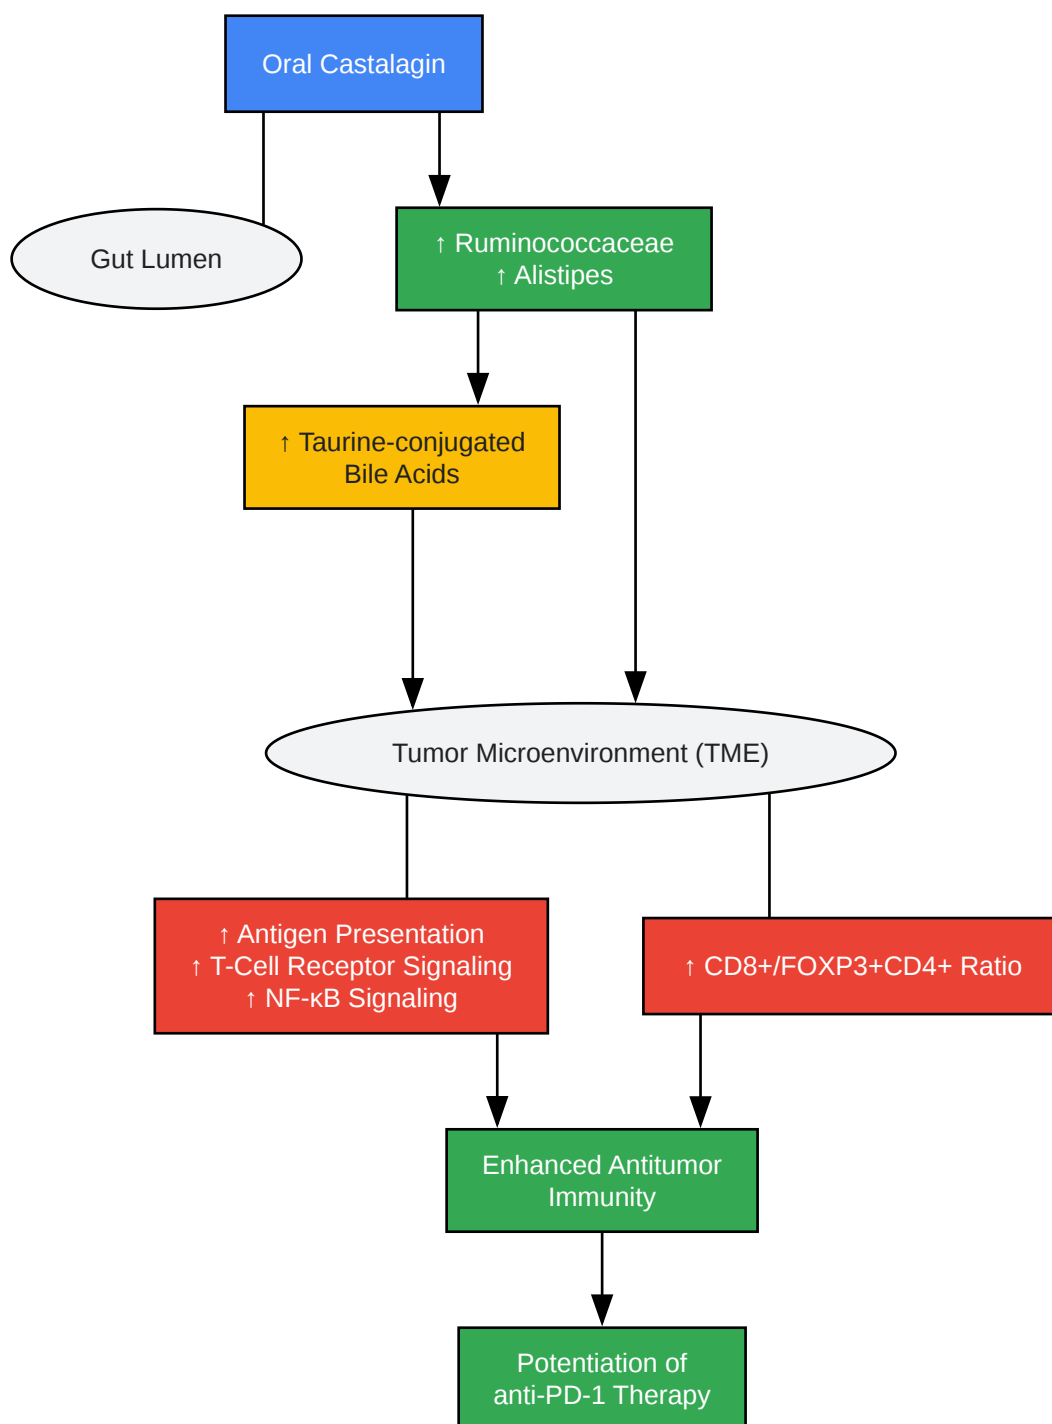 Oral Castalagin
Gut Lumen
↑ Ruminococcaceae
↑ Alistipes
↑ Taurine-conjugated
Bile Acids
Tumor Microenvironment (TME)
↑ Antigen Presentation
↑ T-Cell Receptor Signaling
↑ NF-κB Signaling
↑ CD8+/FOXP3+CD4+ Ratio
Enhanced Antitumor
Immunity
Potentiation of
anti-PD-1 Therapy